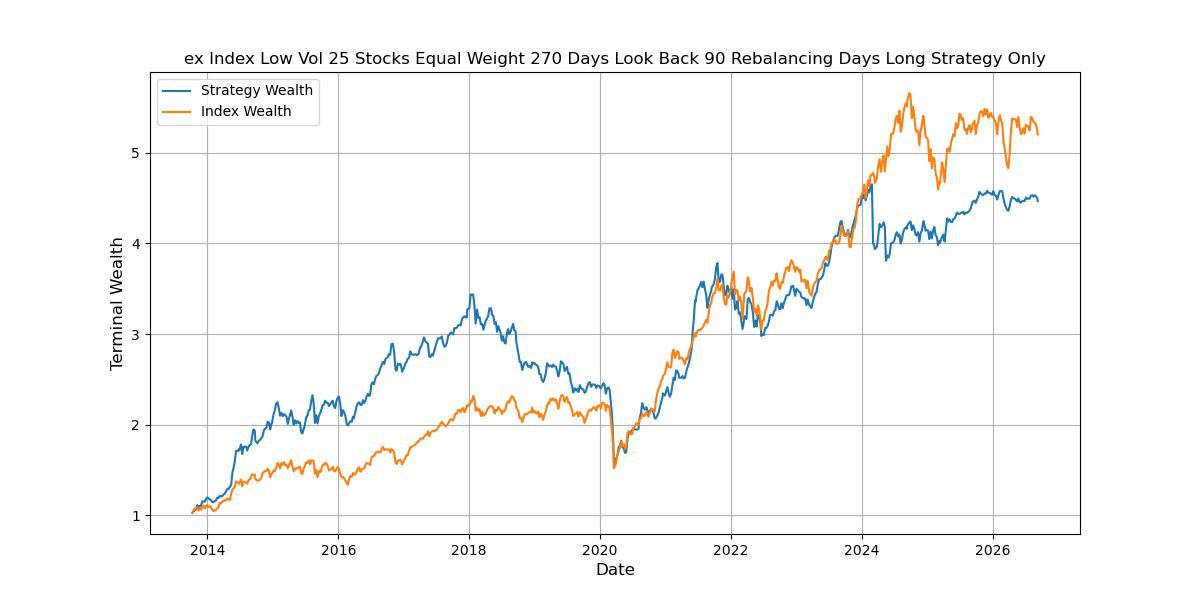 ex Index Low Vol 25 Stocks Equal Weight 270 Days Look Back 90 Rebalancing Days Long Strategy Only
Strategy Wealth
Index Wealth
Terminal Wealth
5
4
3
2
1
2014 2016 2018 2020 2022 2024 2026
Date